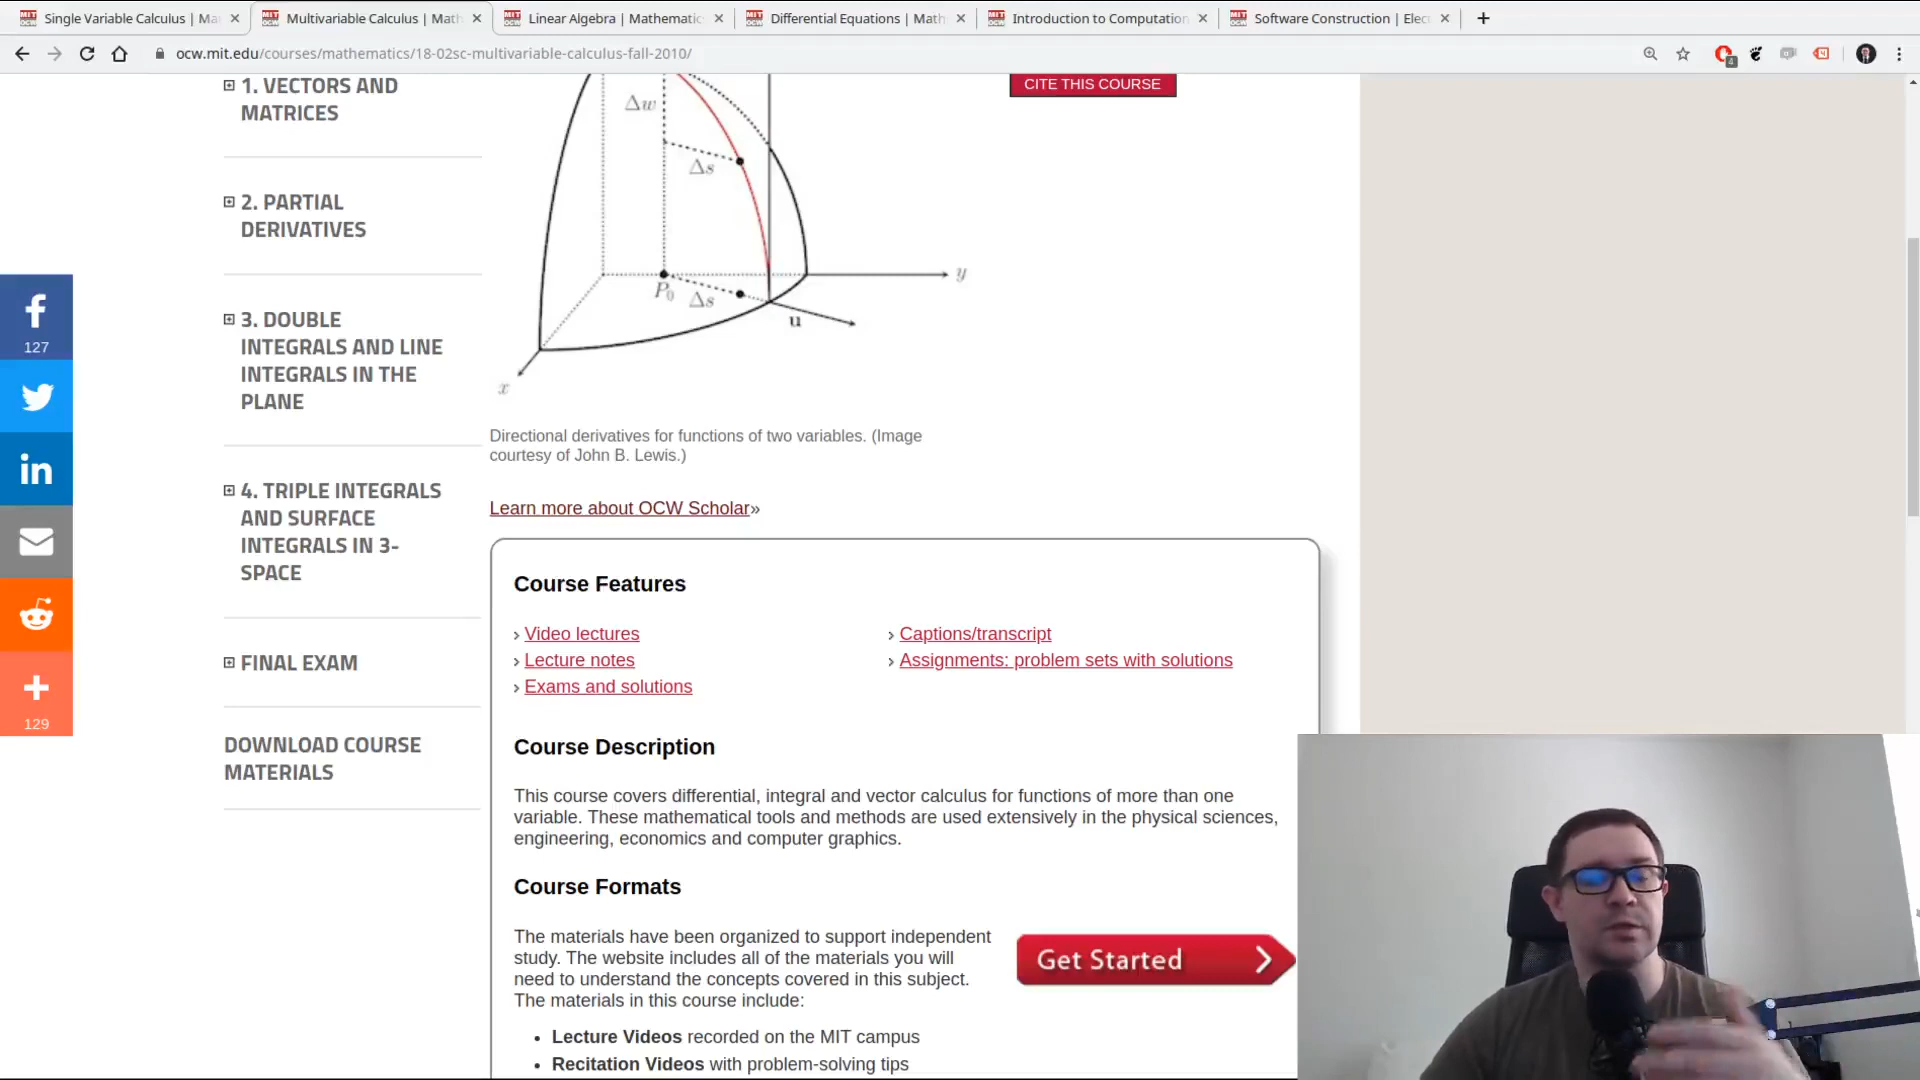 Single Variable Calculus | Ma
Multivariable Calculus | Math
Linear Algebra | Mathematic
Differential Equations | Math
Introduction to Computation
Software Construction | Elec
ocw.mit.edu/courses/mathematics/18-02sc-multivariable-calculus-fall-2010/
4
1. VECTORS AND
MATRICES
2. PARTIAL
DERIVATIVES
3. DOUBLE
INTEGRALS AND LINE
INTEGRALS IN THE
PLANE
4. TRIPLE INTEGRALS
AND SURFACE
INTEGRALS IN 3-
SPACE
FINAL EXAM
DOWNLOAD COURSE
MATERIALS
127
129
Δw
Δs
P₀
Δs
u
y
x
CITE THIS COURSE
Directional derivatives for functions of two variables. (Image
courtesy of John B. Lewis.)
Learn more about OCW Scholar»
Course Features
Video lectures
Lecture notes
Exams and solutions
Captions/transcript
Assignments: problem sets with solutions
Course Description
This course covers differential, integral and vector calculus for functions of more than one
variable. These mathematical tools and methods are used extensively in the physical sciences,
engineering, economics and computer graphics.
Course Formats
The materials have been organized to support independent
study. The website includes all of the materials you will
need to understand the concepts covered in this subject.
The materials in this course include:
Get Started
• Lecture Videos recorded on the MIT campus
• Recitation Videos with problem-solving tips